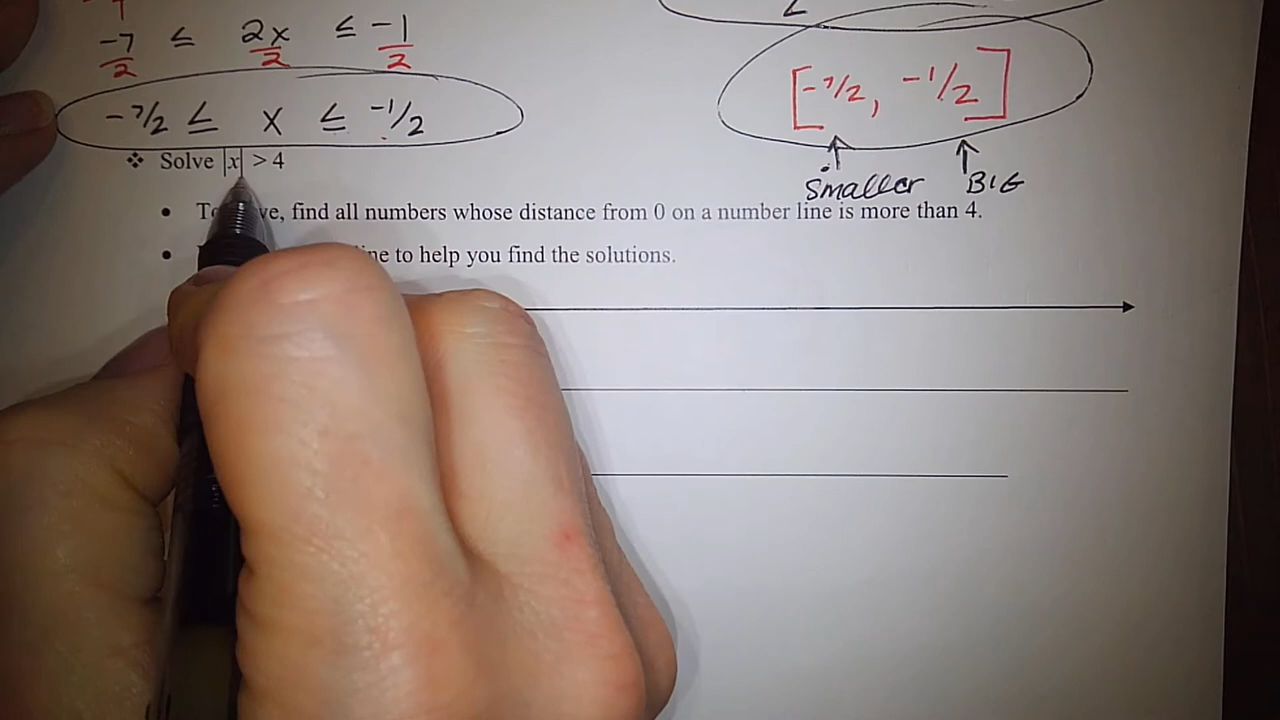 -7/2 ≤ 2x/2 ≤ -1/2
-7/2 ≤ x ≤ -1/2
[-7/2, -1/2]
Smaller BIG
❖ Solve |x| > 4
• find all numbers whose distance from 0 on a number line is more than 4.
• to help you find the solutions.